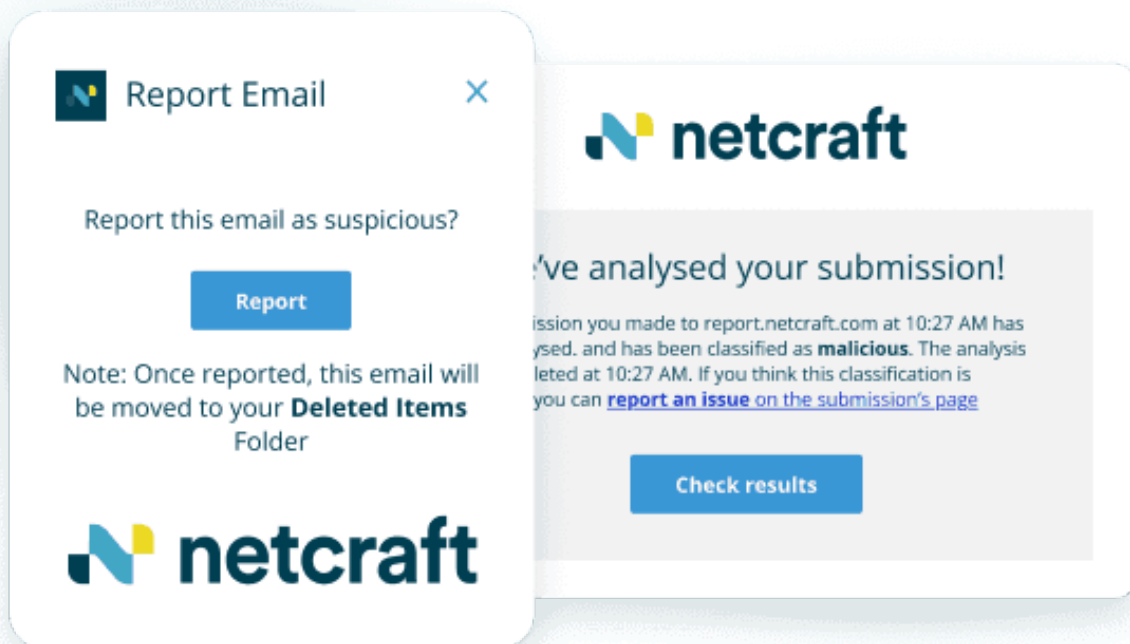 Report Email
Report this email as suspicious?
Report
Note: Once reported, this email will
be moved to your Deleted Items
Folder
netcraft
netcraft
've analysed your submission!
you made to report.netcraft.com at 10:27 AM has
and has been classified as malicious. The analysis
at 10:27 AM. If you think this classification is
you can report an issue on the submission's page
Check results